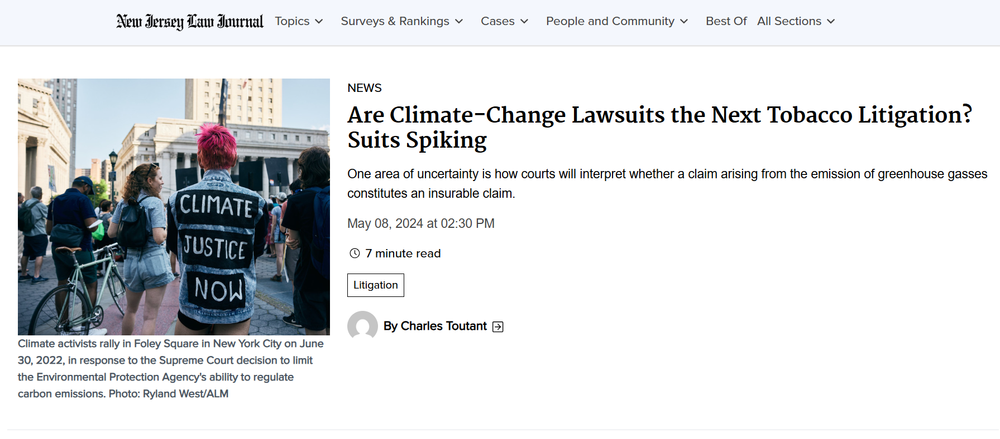 New Jersey Law Journal
Topics
Surveys & Rankings
Cases
People and Community
Best Of
All Sections
CLIMATE
JUSTICE
NOW
Climate activists rally in Foley Square in New York City on June
30, 2022, in response to the Supreme Court decision to limit
the Environmental Protection Agency's ability to regulate
carbon emissions. Photo: Ryland West/ALM
NEWS
Are Climate-Change Lawsuits the Next Tobacco Litigation?
Suits Spiking
One area of uncertainty is how courts will interpret whether a claim arising from the emission of greenhouse gasses
constitutes an insurable claim.
May 08, 2024 at 02:30 PM
7 minute read
Litigation
By Charles Toutant